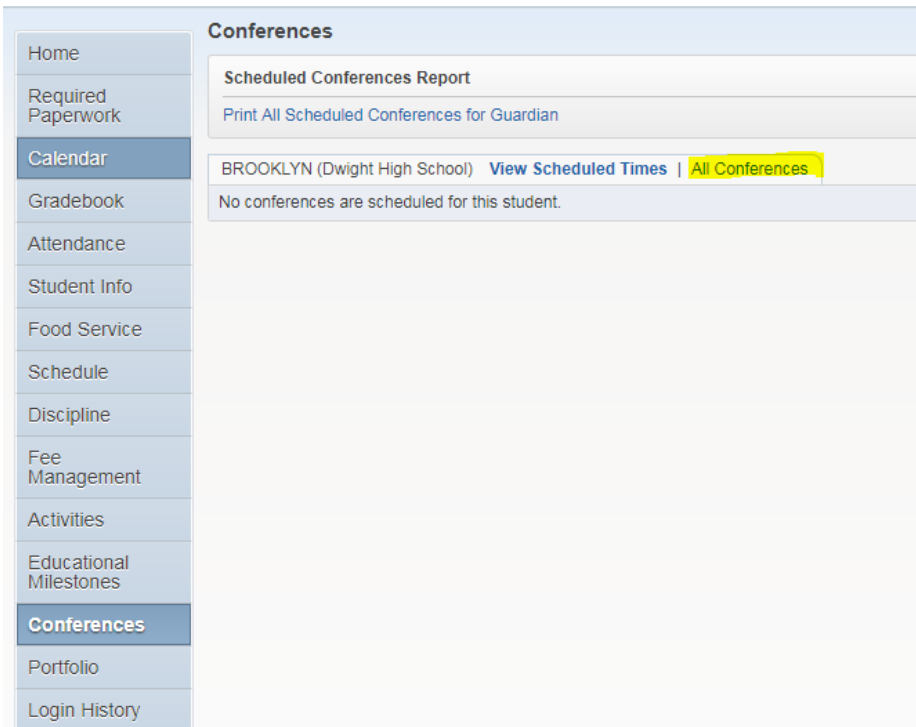 Conferences
Home
Required
Paperwork
Calendar
Gradebook
Attendance
Student Info
Food Service
Schedule
Discipline
Fee
Management
Activities
Educational
Milestones
Conferences
Portfolio
Login History
Scheduled Conferences Report
Print All Scheduled Conferences for Guardian
BROOKLYN (Dwight High School) View Scheduled Times | All Conferences
No conferences are scheduled for this student.